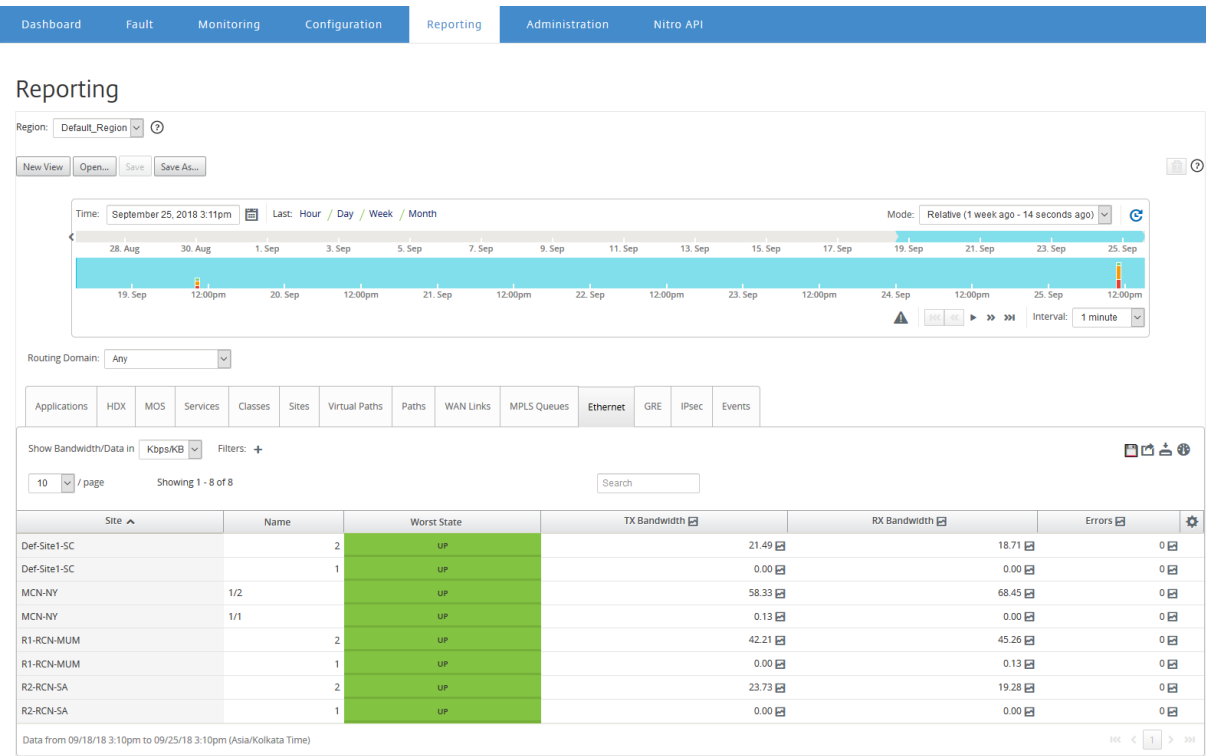 Dashboard Fault Monitoring Configuration Reporting Administration Nitro API
Reporting
Region: Default_Region
New View Open... Save Save As...
Time: September 25, 2018 3:11pm Last: Hour / Day / Week / Month Mode: Relative (1 week ago - 14 seconds ago)
28. Aug 30. Aug 1. Sep 3. Sep 5. Sep 7. Sep 9. Sep 11. Sep 13. Sep 15. Sep 17. Sep 19. Sep 21. Sep 23. Sep 25. Sep
19. Sep 12:00pm 20. Sep 12:00pm 21. Sep 12:00pm 22. Sep 12:00pm 23. Sep 12:00pm 24. Sep 12:00pm 25. Sep 12:00pm
Interval: 1 minute
Routing Domain: Any
Applications HDX MOS Services Classes Sites Virtual Paths Paths WAN Links MPLS Queues Ethernet GRE IPsec Events
Show Bandwidth/Data in Kbps/KB Filters: +
10 / page Showing 1 - 8 of 8 Search
Site Name Worst State TX Bandwidth RX Bandwidth Errors
Def-Site1-SC 2 UP 21.49 18.71 0
Def-Site1-SC 1 UP 0.00 0.00 0
MCN-NY 1/2 UP 58.33 68.45 0
MCN-NY 1/1 UP 0.13 0.00 0
R1-RCN-MUM 2 UP 42.21 45.26 0
R1-RCN-MUM 1 UP 0.00 0.13 0
R2-RCN-SA 2 UP 23.73 19.28 0
R2-RCN-SA 1 UP 0.00 0.00 0
Data from 09/18/18 3:10pm to 09/25/18 3:10pm (Asia/Kolkata Time) 1